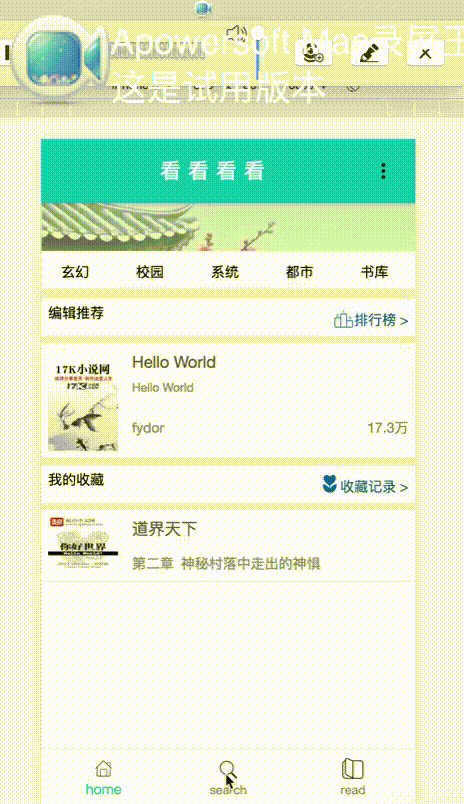 Apowersoft Mac录屏王
这是试用版本
看看看看
玄幻 校园 系统 都市 书库
编辑推荐
排行榜 >
17K小说网
Hello World
Hello World
fydor
17.3万
我的收藏
收藏记录 >
你好世界
道界天下
第二章 神秘村落中走出的神惧
home
search
read